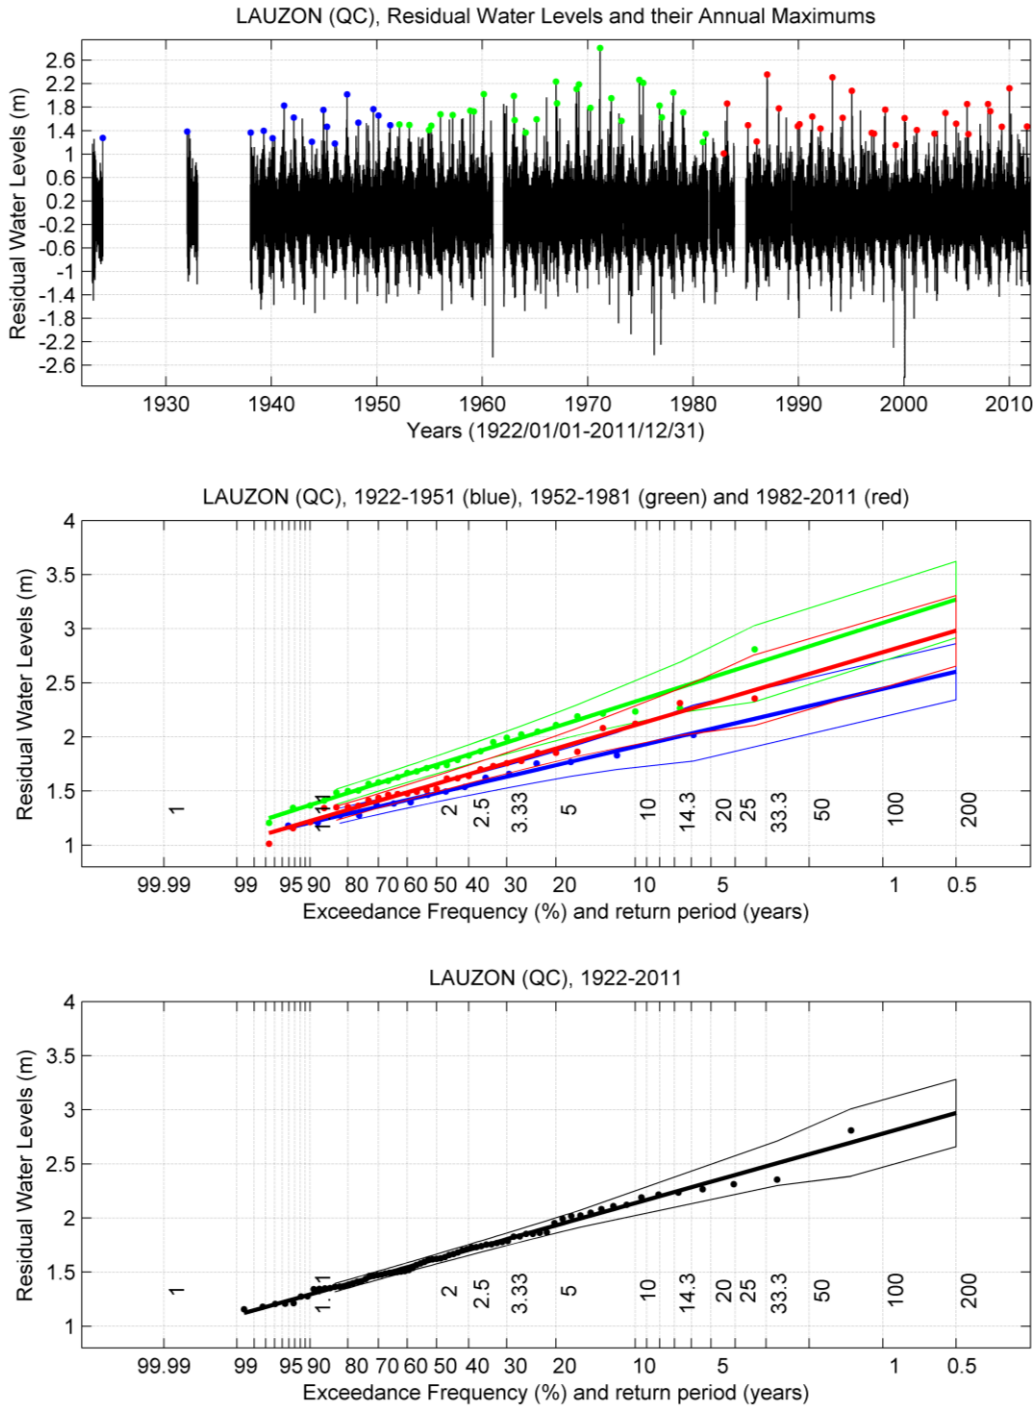 LAUZON (QC), Residual Water Levels and their Annual Maximums
Residual Water Levels (m)
2.6
2.2
1.8
1.4
1
0.6
0.2
-0.2
-0.6
-1
-1.4
-1.8
-2.2
-2.6
1930 1940 1950 1960 1970 1980 1990 2000 2010
Years (1922/01/01-2011/12/31)
LAUZON (QC), 1922-1951 (blue), 1952-1981 (green) and 1982-2011 (red)
Residual Water Levels (m)
4
3.5
3
2.5
2
1.5
1
1 1.11 2 2.5 3.33 5 10 14.3 20 25 33.3 50 100 200
99.99 99 95 90 80 70 60 50 40 30 20 10 5 1 0.5
Exceedance Frequency (%) and return period (years)
LAUZON (QC), 1922-2011
Residual Water Levels (m)
4
3.5
3
2.5
2
1.5
1
1 1.11 2 2.5 3.33 5 10 14.3 20 25 33.3 50 100 200
99.99 99 95 90 80 70 60 50 40 30 20 10 5 1 0.5
Exceedance Frequency (%) and return period (years)